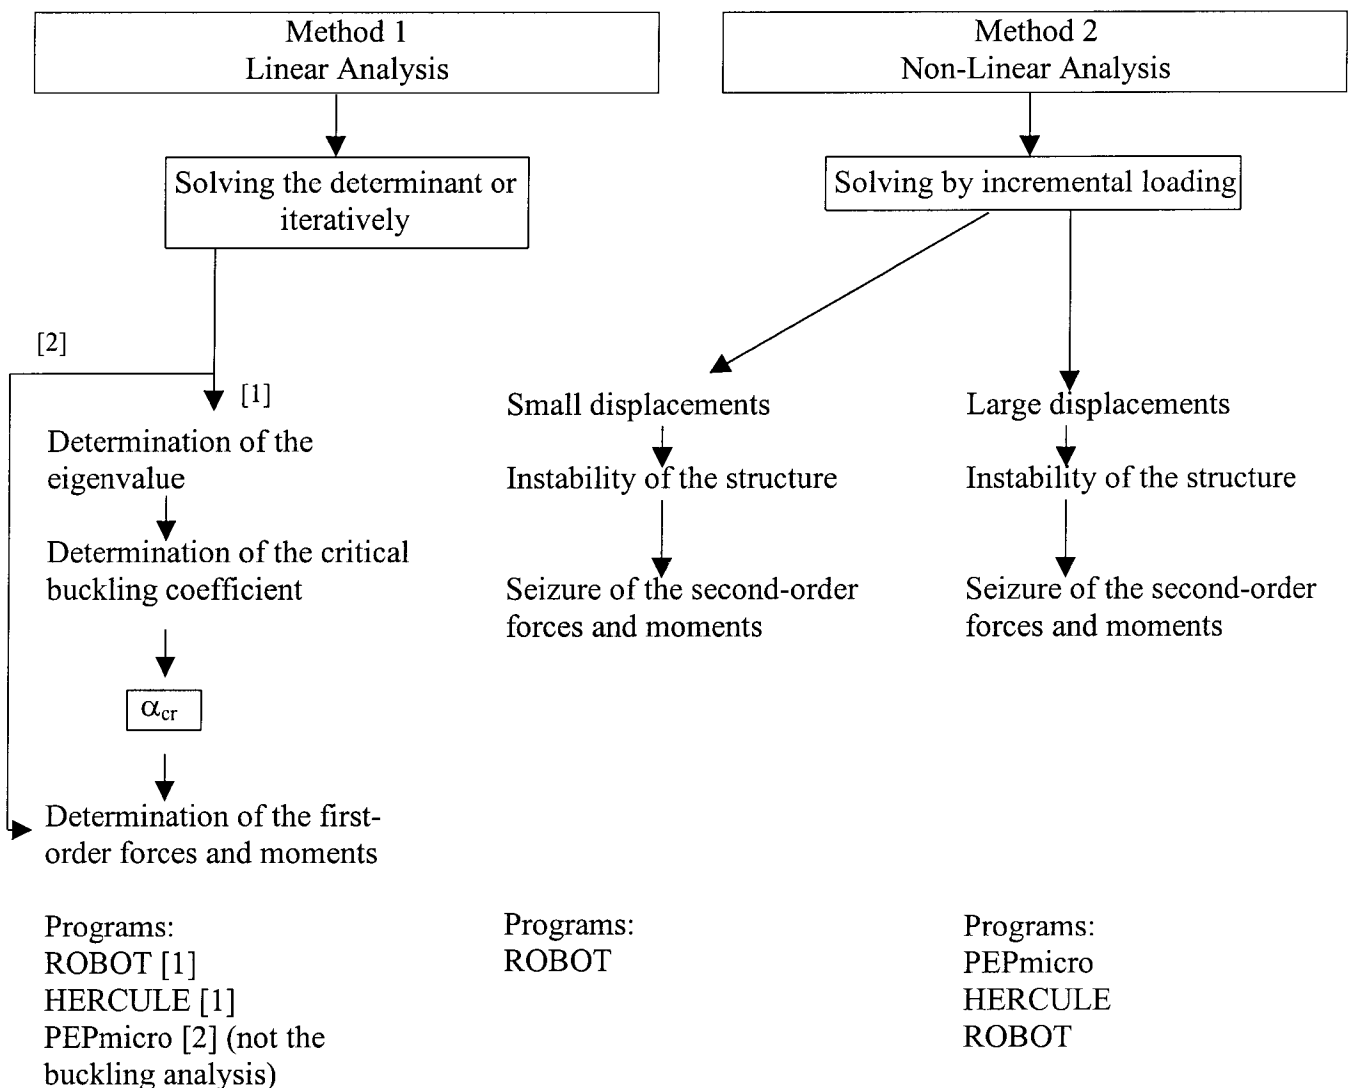 Method 1
Linear Analysis
Method 2
Non-Linear Analysis
Solving the determinant or
iteratively
Solving by incremental loading
[2]
[1]
Determination of the
eigenvalue
Determination of the critical
buckling coefficient
αcr
Determination of the first-
order forces and moments
Small displacements
Instability of the structure
Seizure of the second-order
forces and moments
Large displacements
Instability of the structure
Seizure of the second-order
forces and moments
Programs:
ROBOT [1]
HERCULE [1]
PEPmicro [2] (not the
buckling analysis)
Programs:
ROBOT
Programs:
PEPmicro
HERCULE
ROBOT